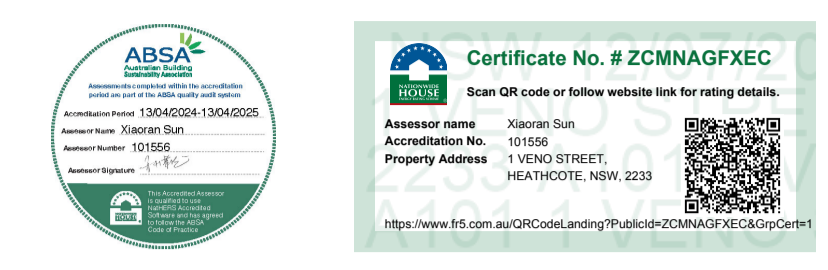 ABSA
Australian Building
Sustainability Association
Assessments completed within the accreditation
period are part of the ABSA quality audit system
Accreditation Period 13/04/2024-13/04/2025
Assessor Name Xiaoran Sun
Assessor Number 101556
Assessor Signature
This Accredited Assessor
is qualified to use
NatHERS Accredited
Software and has agreed
to follow the ABSA
Code of Practice
HOUSE
NATIONWIDE
HOUSE
ENERGY RATING SCHEME
Certificate No. # ZCMNAGFXEC
Scan QR code or follow website link for rating details.
Assessor name Xiaoran Sun
Accreditation No. 101556
Property Address 1 VENO STREET,
HEATHCOTE, NSW, 2233
https://www.fr5.com.au/QRCodeLanding?PublicId=ZCMNAGFXEC&GrpCert=1